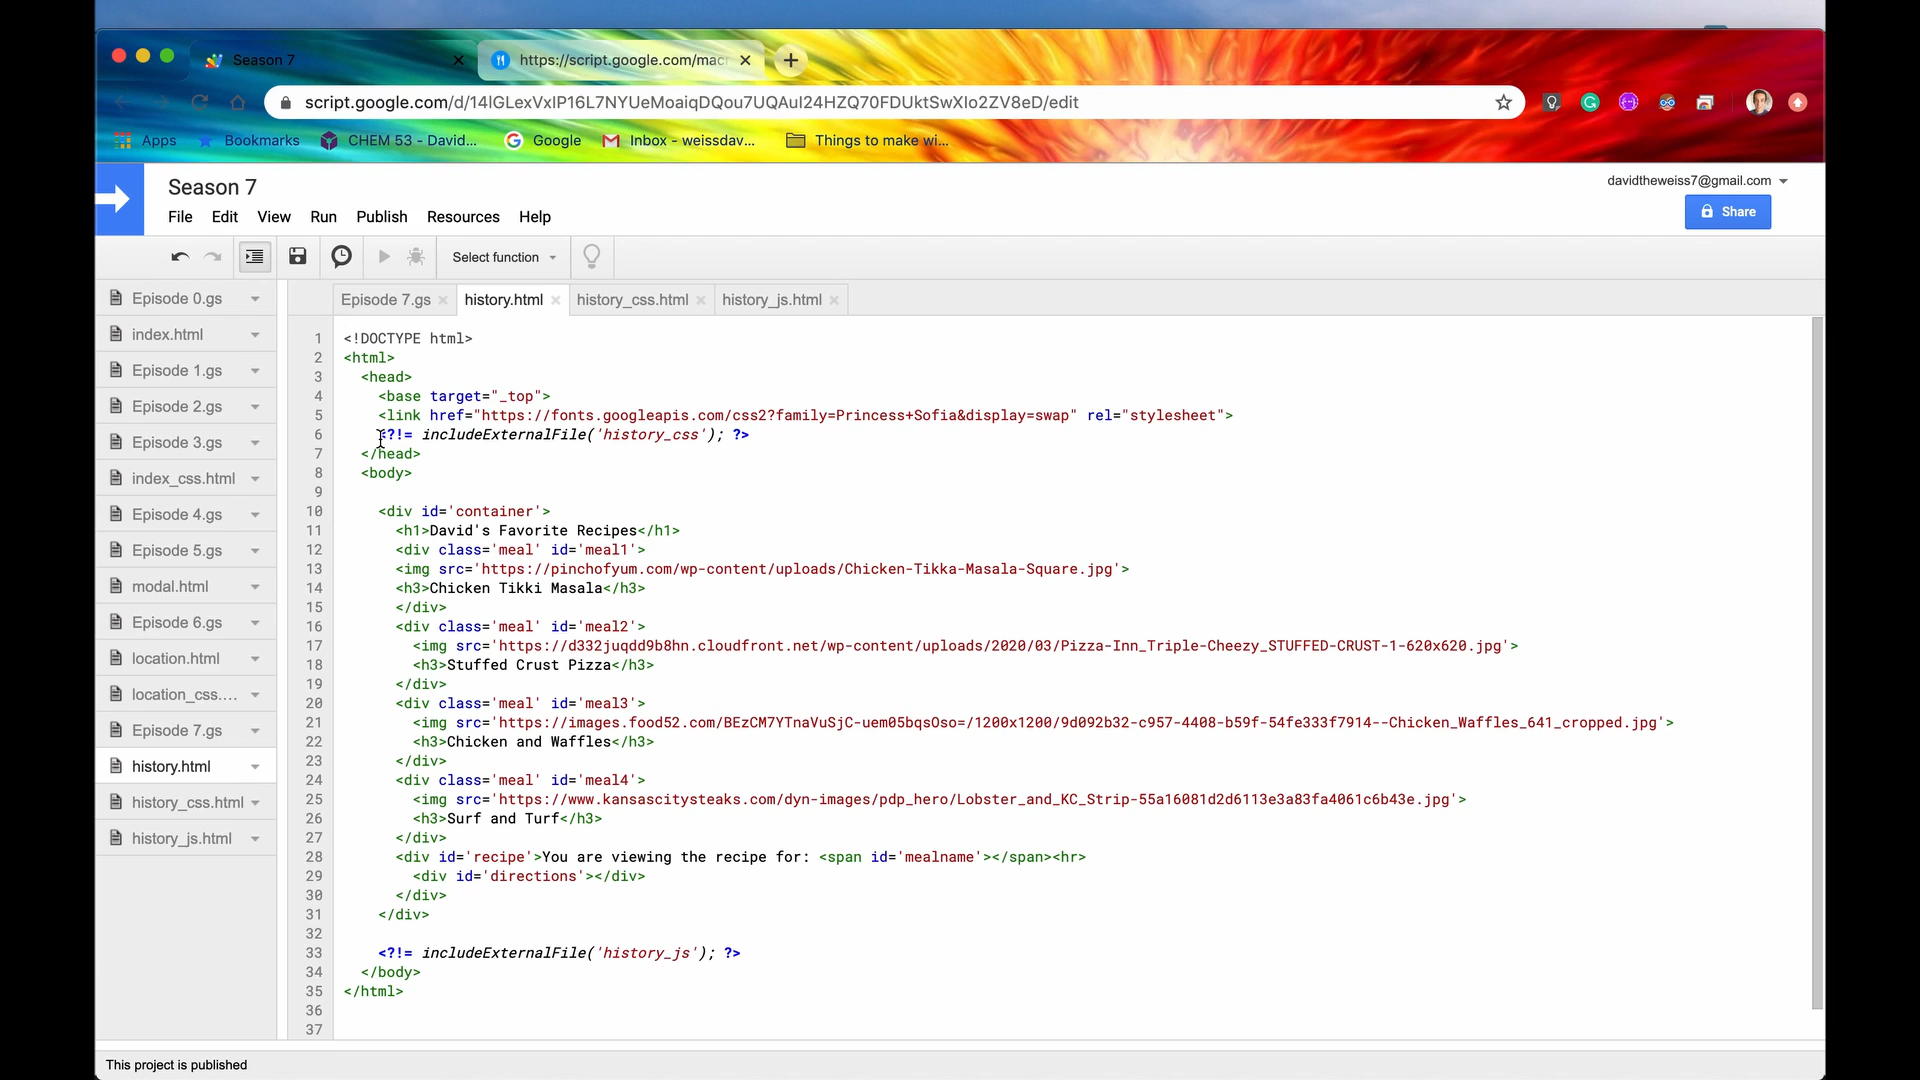 Season 7
https://script.google.com/mac
script.google.com/d/14IGLexVxIP16L7NYUeMoaiqDQou7UQAuI24HZQ70FDUktSwXIo2ZV8eD/edit
Apps Bookmarks CHEM 53 - David... Google Inbox - weissdav... Things to make wi...
Season 7
davidtheweiss7@gmail.com
File Edit View Run Publish Resources Help
Share
Select function
Episode 0.gs
index.html
Episode 1.gs
Episode 2.gs
Episode 3.gs
index_css.html
Episode 4.gs
Episode 5.gs
modal.html
Episode 6.gs
location.html
location_css....
Episode 7.gs
history.html
history_css.html
history_js.html
Episode 7.gs history.html history_css.html history_js.html
1 <!DOCTYPE html>
2 <html>
3 <head>
4 <base target="_top">
5 <link href="https://fonts.googleapis.com/css2?family=Princess+Sofia&display=swap" rel="stylesheet">
6 <?!= includeExternalFile('history_css'); ?>
7 </head>
8 <body>
9
10 <div id='container'>
11 <h1>David's Favorite Recipes</h1>
12 <div class='meal' id='meal1'>
13 <img src='https://pinchofyum.com/wp-content/uploads/Chicken-Tikka-Masala-Square.jpg'>
14 <h3>Chicken Tikki Masala</h3>
15 </div>
16 <div class='meal' id='meal2'>
17 <img src='https://d332juqdd9b8hn.cloudfront.net/wp-content/uploads/2020/03/Pizza-Inn_Triple-Cheezy_STUFFED-CRUST-1-620x620.jpg'>
18 <h3>Stuffed Crust Pizza</h3>
19 </div>
20 <div class='meal' id='meal3'>
21 <img src='https://images.food52.com/BEzCM7YTnaVuSjC-uem05bqsOso=/1200x1200/9d092b32-c957-4408-b59f-54fe333f7914--Chicken_Waffles_641_cropped.jpg'>
22 <h3>Chicken and Waffles</h3>
23 </div>
24 <div class='meal' id='meal4'>
25 <img src='https://www.kansascitysteaks.com/dyn-images/pdp_hero/Lobster_and_KC_Strip-55a16081d2d6113e3a83fa4061c6b43e.jpg'>
26 <h3>Surf and Turf</h3>
27 </div>
28 <div id='recipe'>You are viewing the recipe for: <span id='mealname'></span><hr>
29 <div id='directions'></div>
30 </div>
31 </div>
32
33 <?!= includeExternalFile('history_js'); ?>
34 </body>
35 </html>
36
37
This project is published